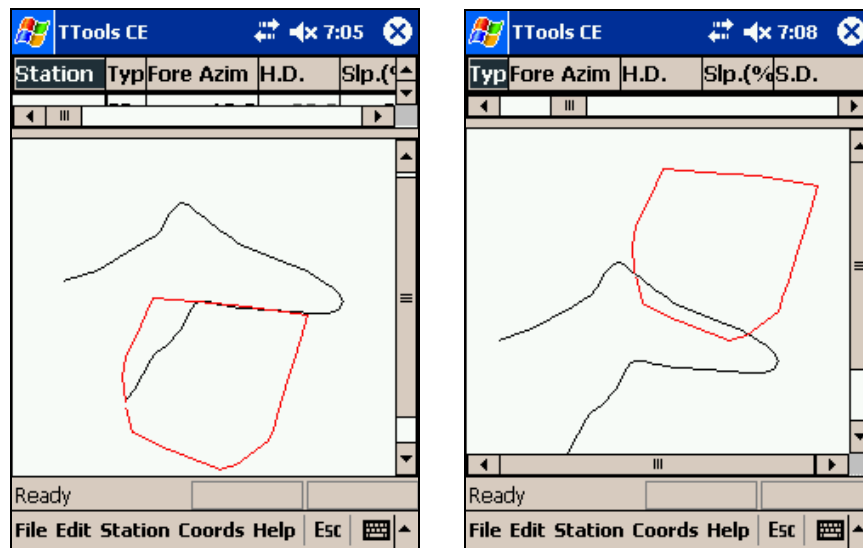 TTools CE 7:05
Station Typ Fore Azim H.D. Slp.(%
Ready
File Edit Station Coords Help Esc
TTools CE 7:08
Typ Fore Azim H.D. Slp.(% S.D.
Ready
File Edit Station Coords Help Esc